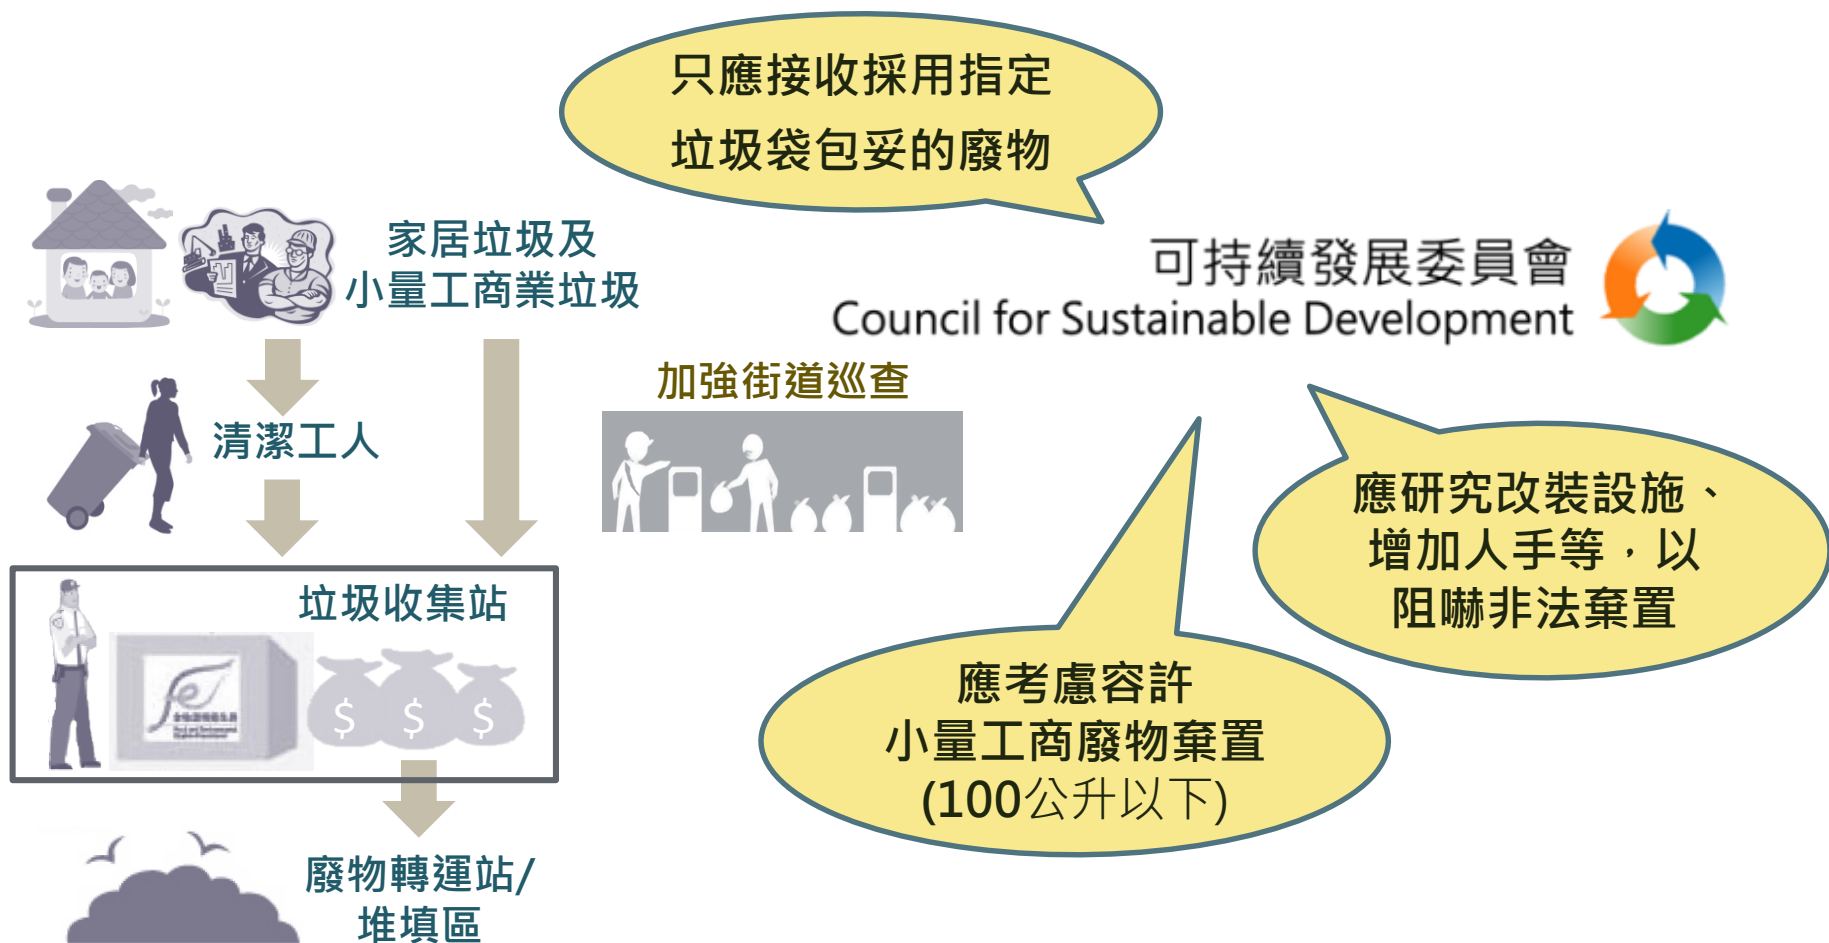 只應接收採用指定
垃圾袋包妥的廢物
家居垃圾及
小量工商業垃圾
可持續發展委員會
Council for Sustainable Development
加強街道巡查
清潔工人
應研究改裝設施、
增加人手等，以
阻嚇非法棄置
垃圾收集站
$ $ $
應考慮容許
小量工商廢物棄置
(100公升以下)
廢物轉運站/
堆填區